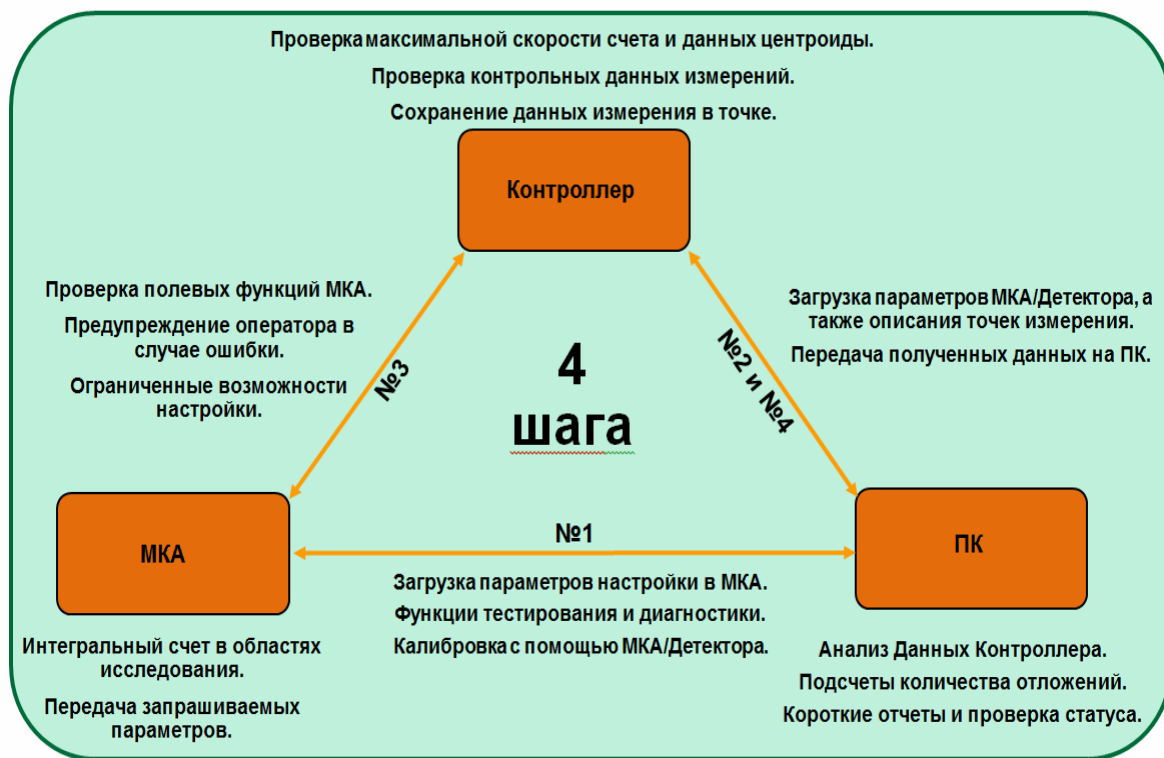 Проверка максимальной скорости счета и данных центроиды.
Проверка контрольных данных измерений.
Сохранение данных измерения в точке.
Контроллер
Проверка полевых функций МКА.
Предупреждение оператора в
случае ошибки.
Ограниченные возможности
настройки.
№3
4
шага
№2 и №4
Загрузка параметров МКА/Детектора, а
также описания точек измерения.
Передача полученных данных на ПК.
МКА
№1
ПК
Загрузка параметров настройки в МКА.
Функции тестирования и диагностики.
Калибровка с помощью МКА/Детектора.
Интегральный счет в областях
исследования.
Передача запрашиваемых
параметров.
Анализ Данных Контроллера.
Подсчеты количества отложений.
Короткие отчеты и проверка статуса.